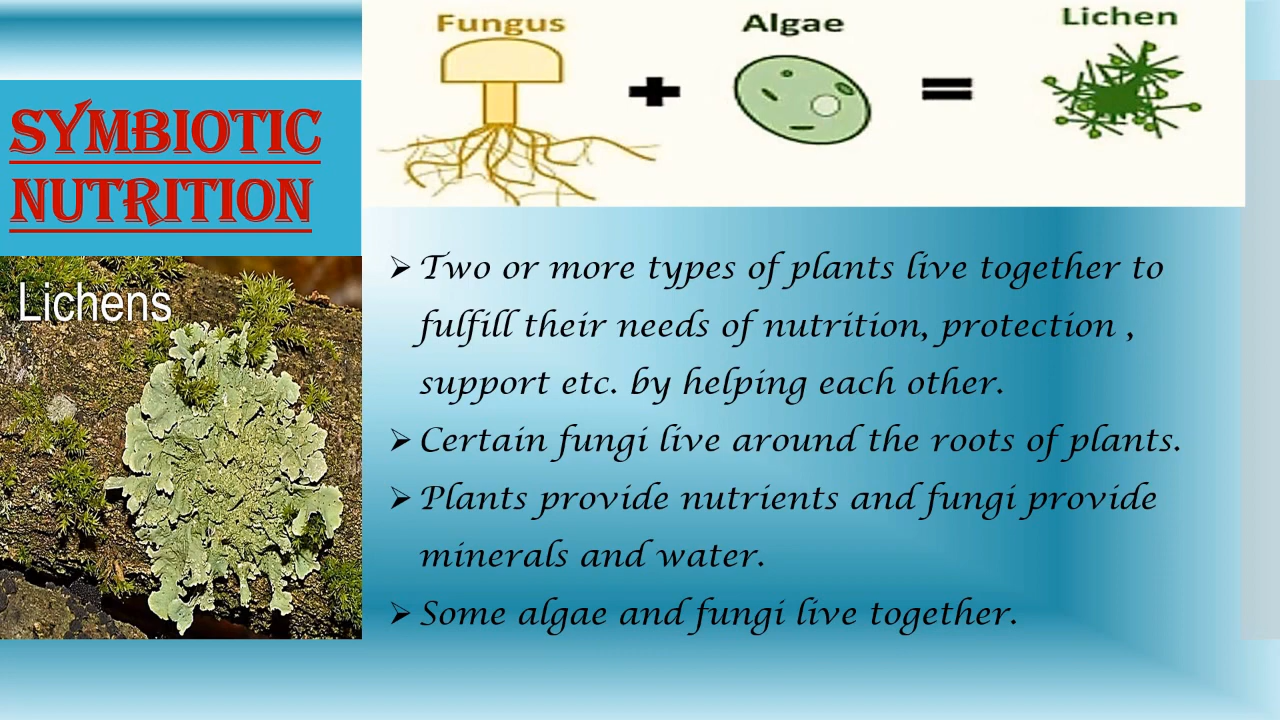 SYMBIOTIC
NUTRITION
Fungus + Algae = Lichen
Lichens
➢ Two or more types of plants live together to
fulfill their needs of nutrition, protection ,
support etc. by helping each other.
➢ Certain fungi live around the roots of plants.
➢ Plants provide nutrients and fungi provide
minerals and water.
➢ Some algae and fungi live together.